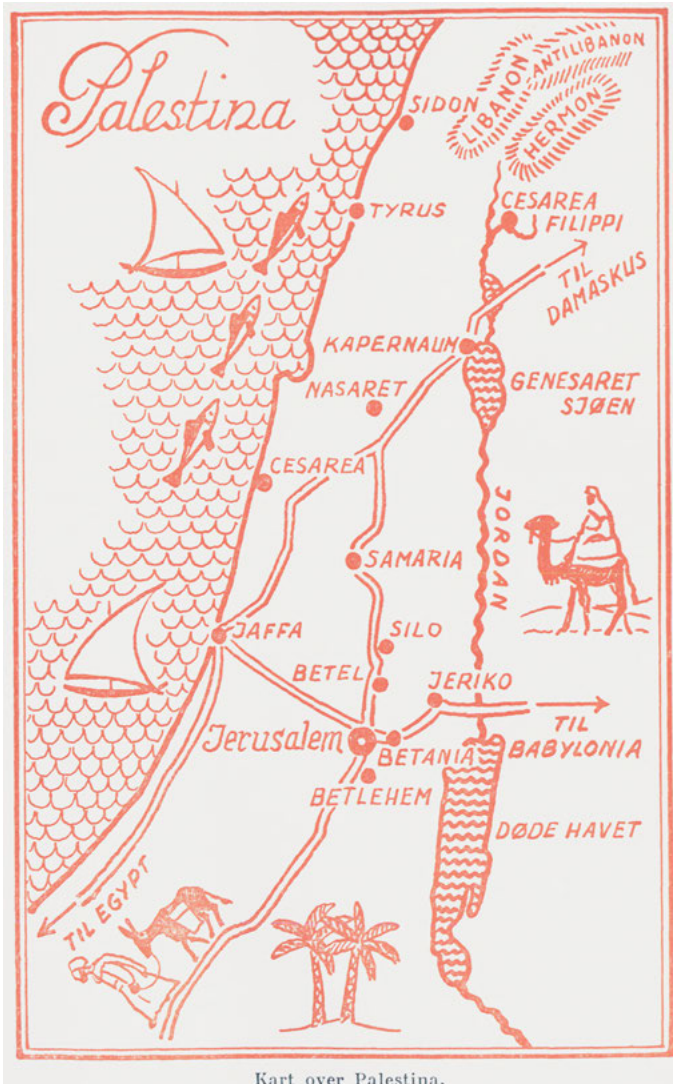 Palestina
LIBANON
ANTILIBANON
HERMON
SIDON
TYRUS
CESAREA
FILIPPI
TIL
DAMASKUS
KAPERNAUM
GENESARET
SJØEN
NASARET
CESAREA
JORDAN
SAMARIA
JAFFA
SILO
BETEL
JERIKO
TIL
BABYLONIA
Jerusalem
BETANIA
BETLEHEM
DØDE HAVET
TIL EGYPT
Kart over Palestina.